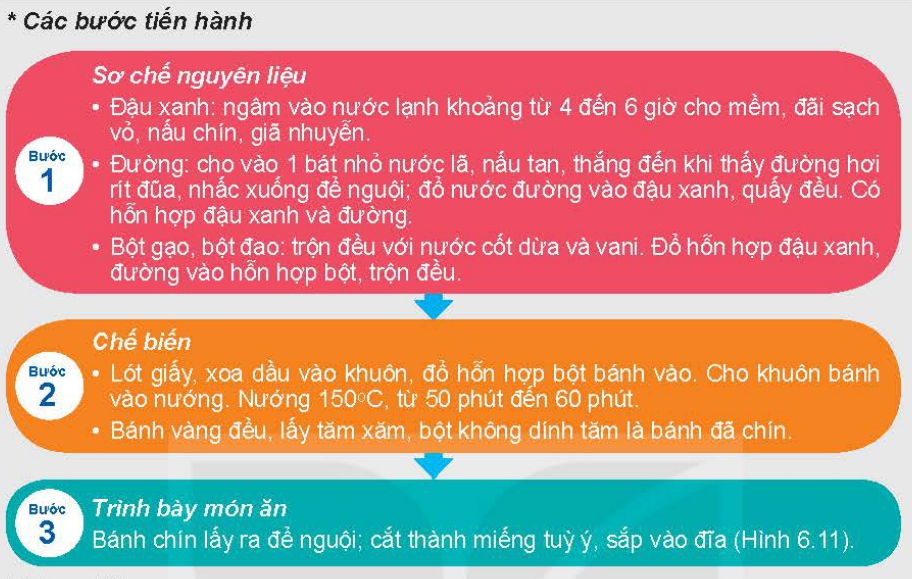 * Các bước tiến hành
Sơ chế nguyên liệu
• Đậu xanh: ngâm vào nước lạnh khoảng từ 4 đến 6 giờ cho mềm, đãi sạch
vỏ, nấu chín, giã nhuyễn.
Bước
1
• Đường: cho vào 1 bát nhỏ nước lã, nấu tan, thắng đến khi thấy đường hơi
rít đũa, nhấc xuống để nguội; đổ nước đường vào đậu xanh, quấy đều. Có
hỗn hợp đậu xanh và đường.
• Bột gạo, bột đao: trộn đều với nước cốt dừa và vani. Đổ hỗn hợp đậu xanh,
đường vào hỗn hợp bột, trộn đều.
Chế biến
Bước
2
• Lót giấy, xoa dầu vào khuôn, đổ hỗn hợp bột bánh vào. Cho khuôn bánh
vào nướng. Nướng 150°C, từ 50 phút đến 60 phút.
• Bánh vàng đều, lấy tăm xăm, bột không dính tăm là bánh đã chín.
Bước
3
Trình bày món ăn
Bánh chín lấy ra để nguội; cắt thành miếng tuỳ ý, sắp vào đĩa (Hình 6.11).